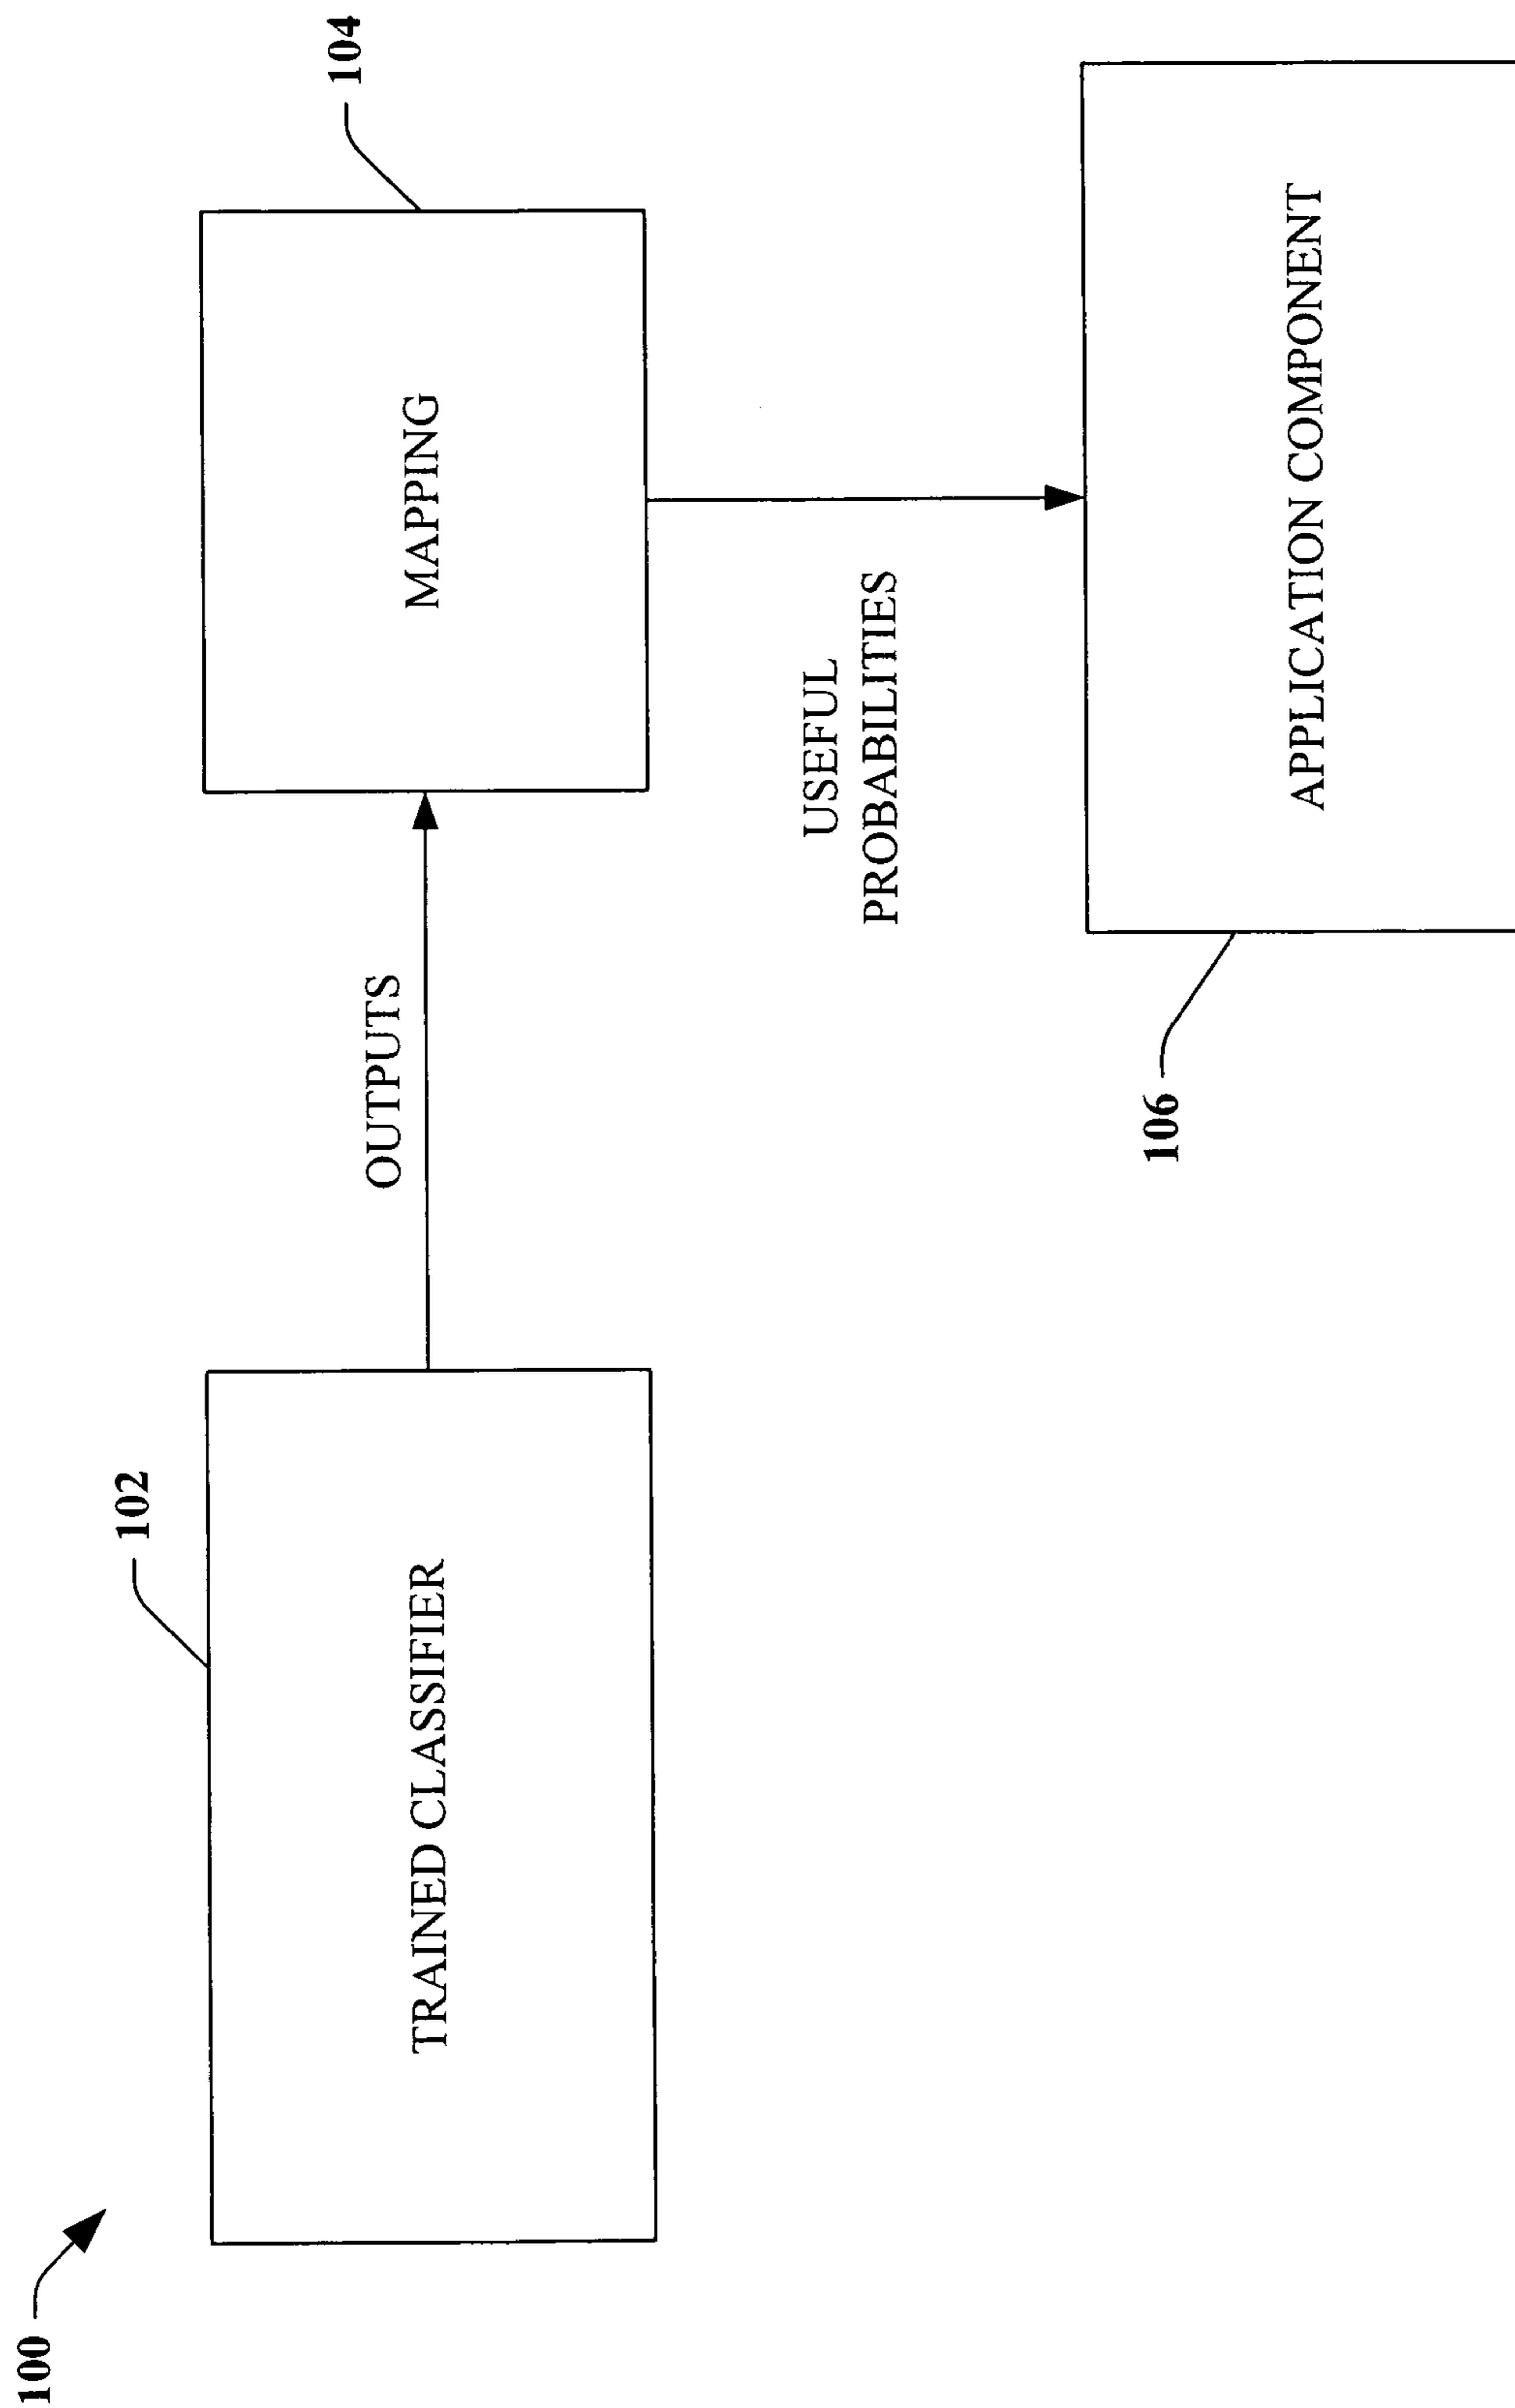 100
102
TRAINED CLASSIFIER
OUTPUTS
104
MAPPING
USEFUL
PROBABILITIES
106
APPLICATION COMPONENT